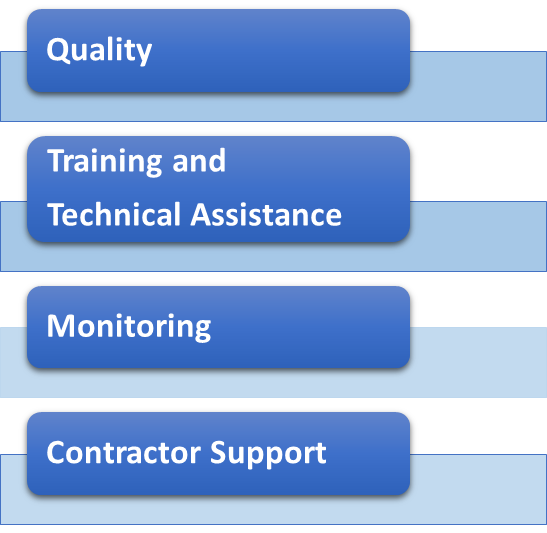 Quality
Training and
Technical Assistance
Monitoring
Contractor Support